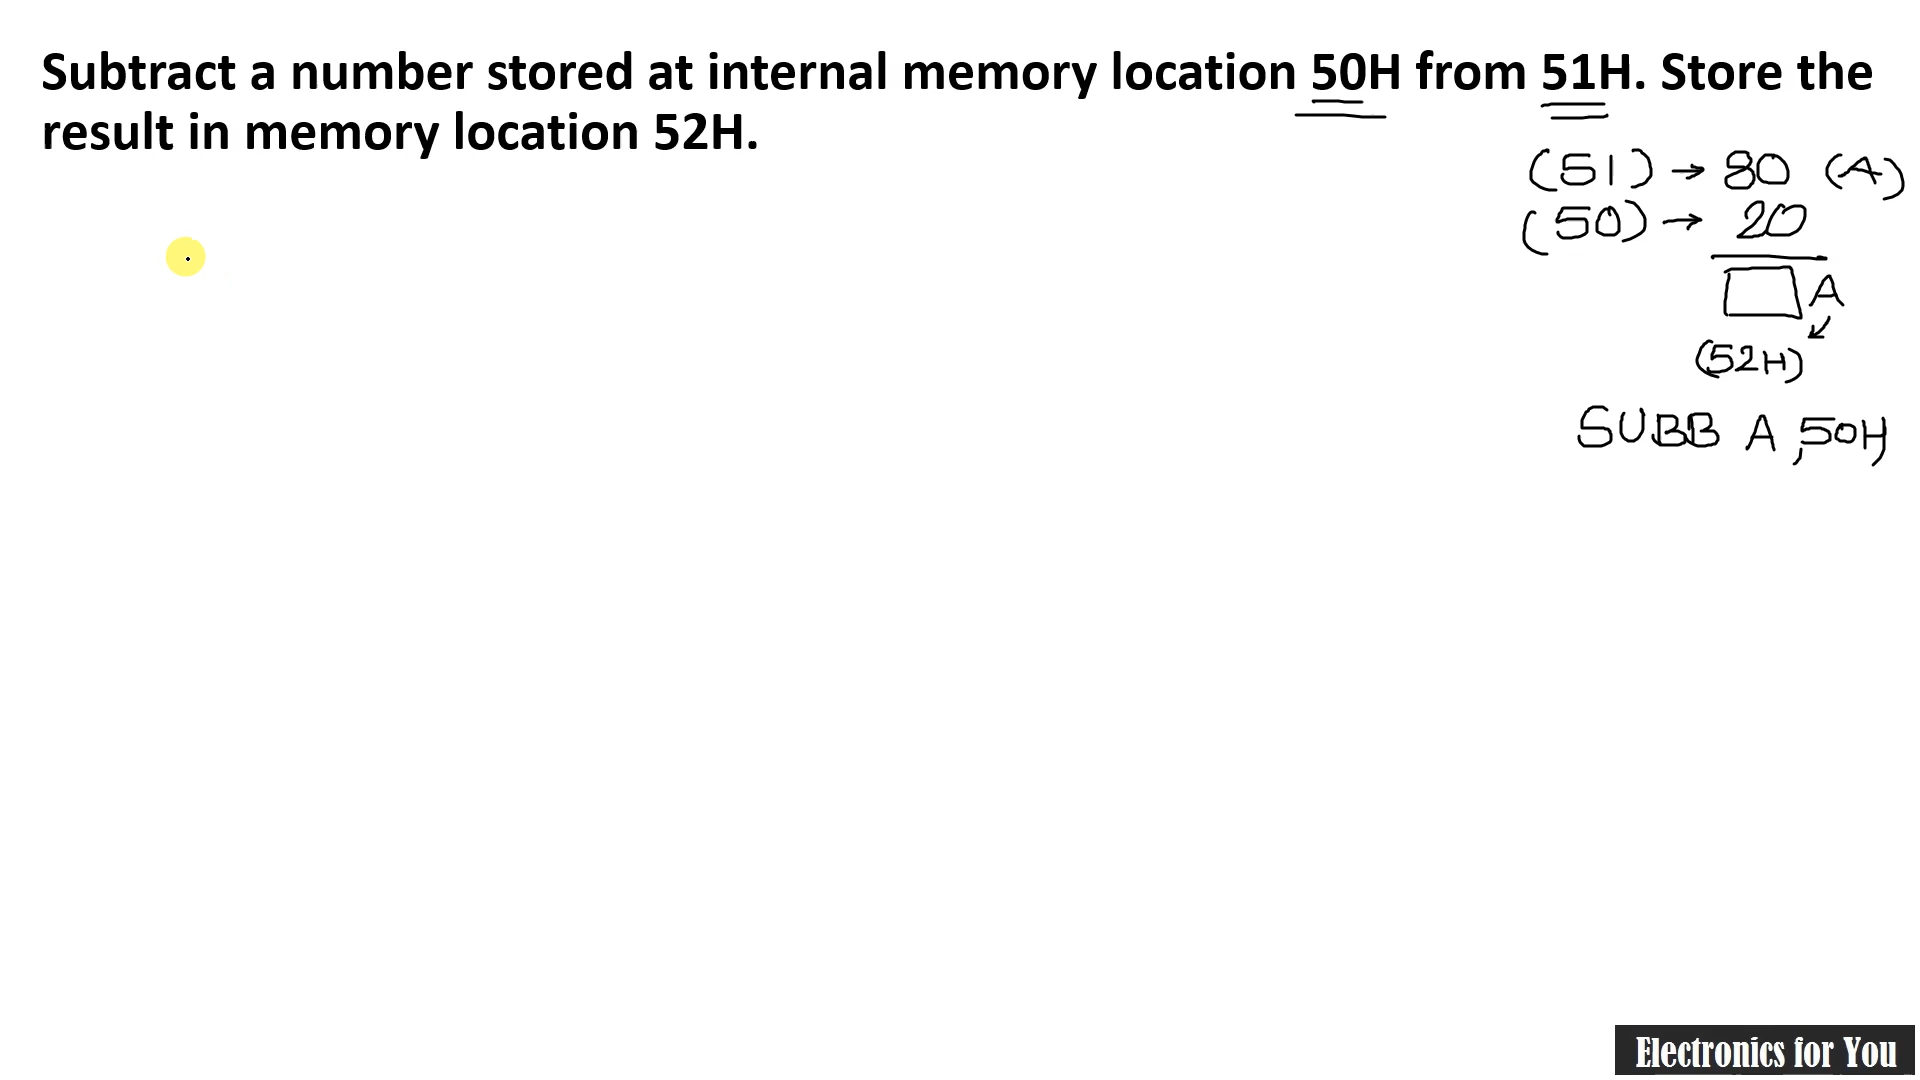 Subtract a number stored at internal memory location 50H from 51H. Store the
result in memory location 52H.
(51) → 80 (A)
(50) → 20
A
(52H)
SUBB A,50H
Electronics for You